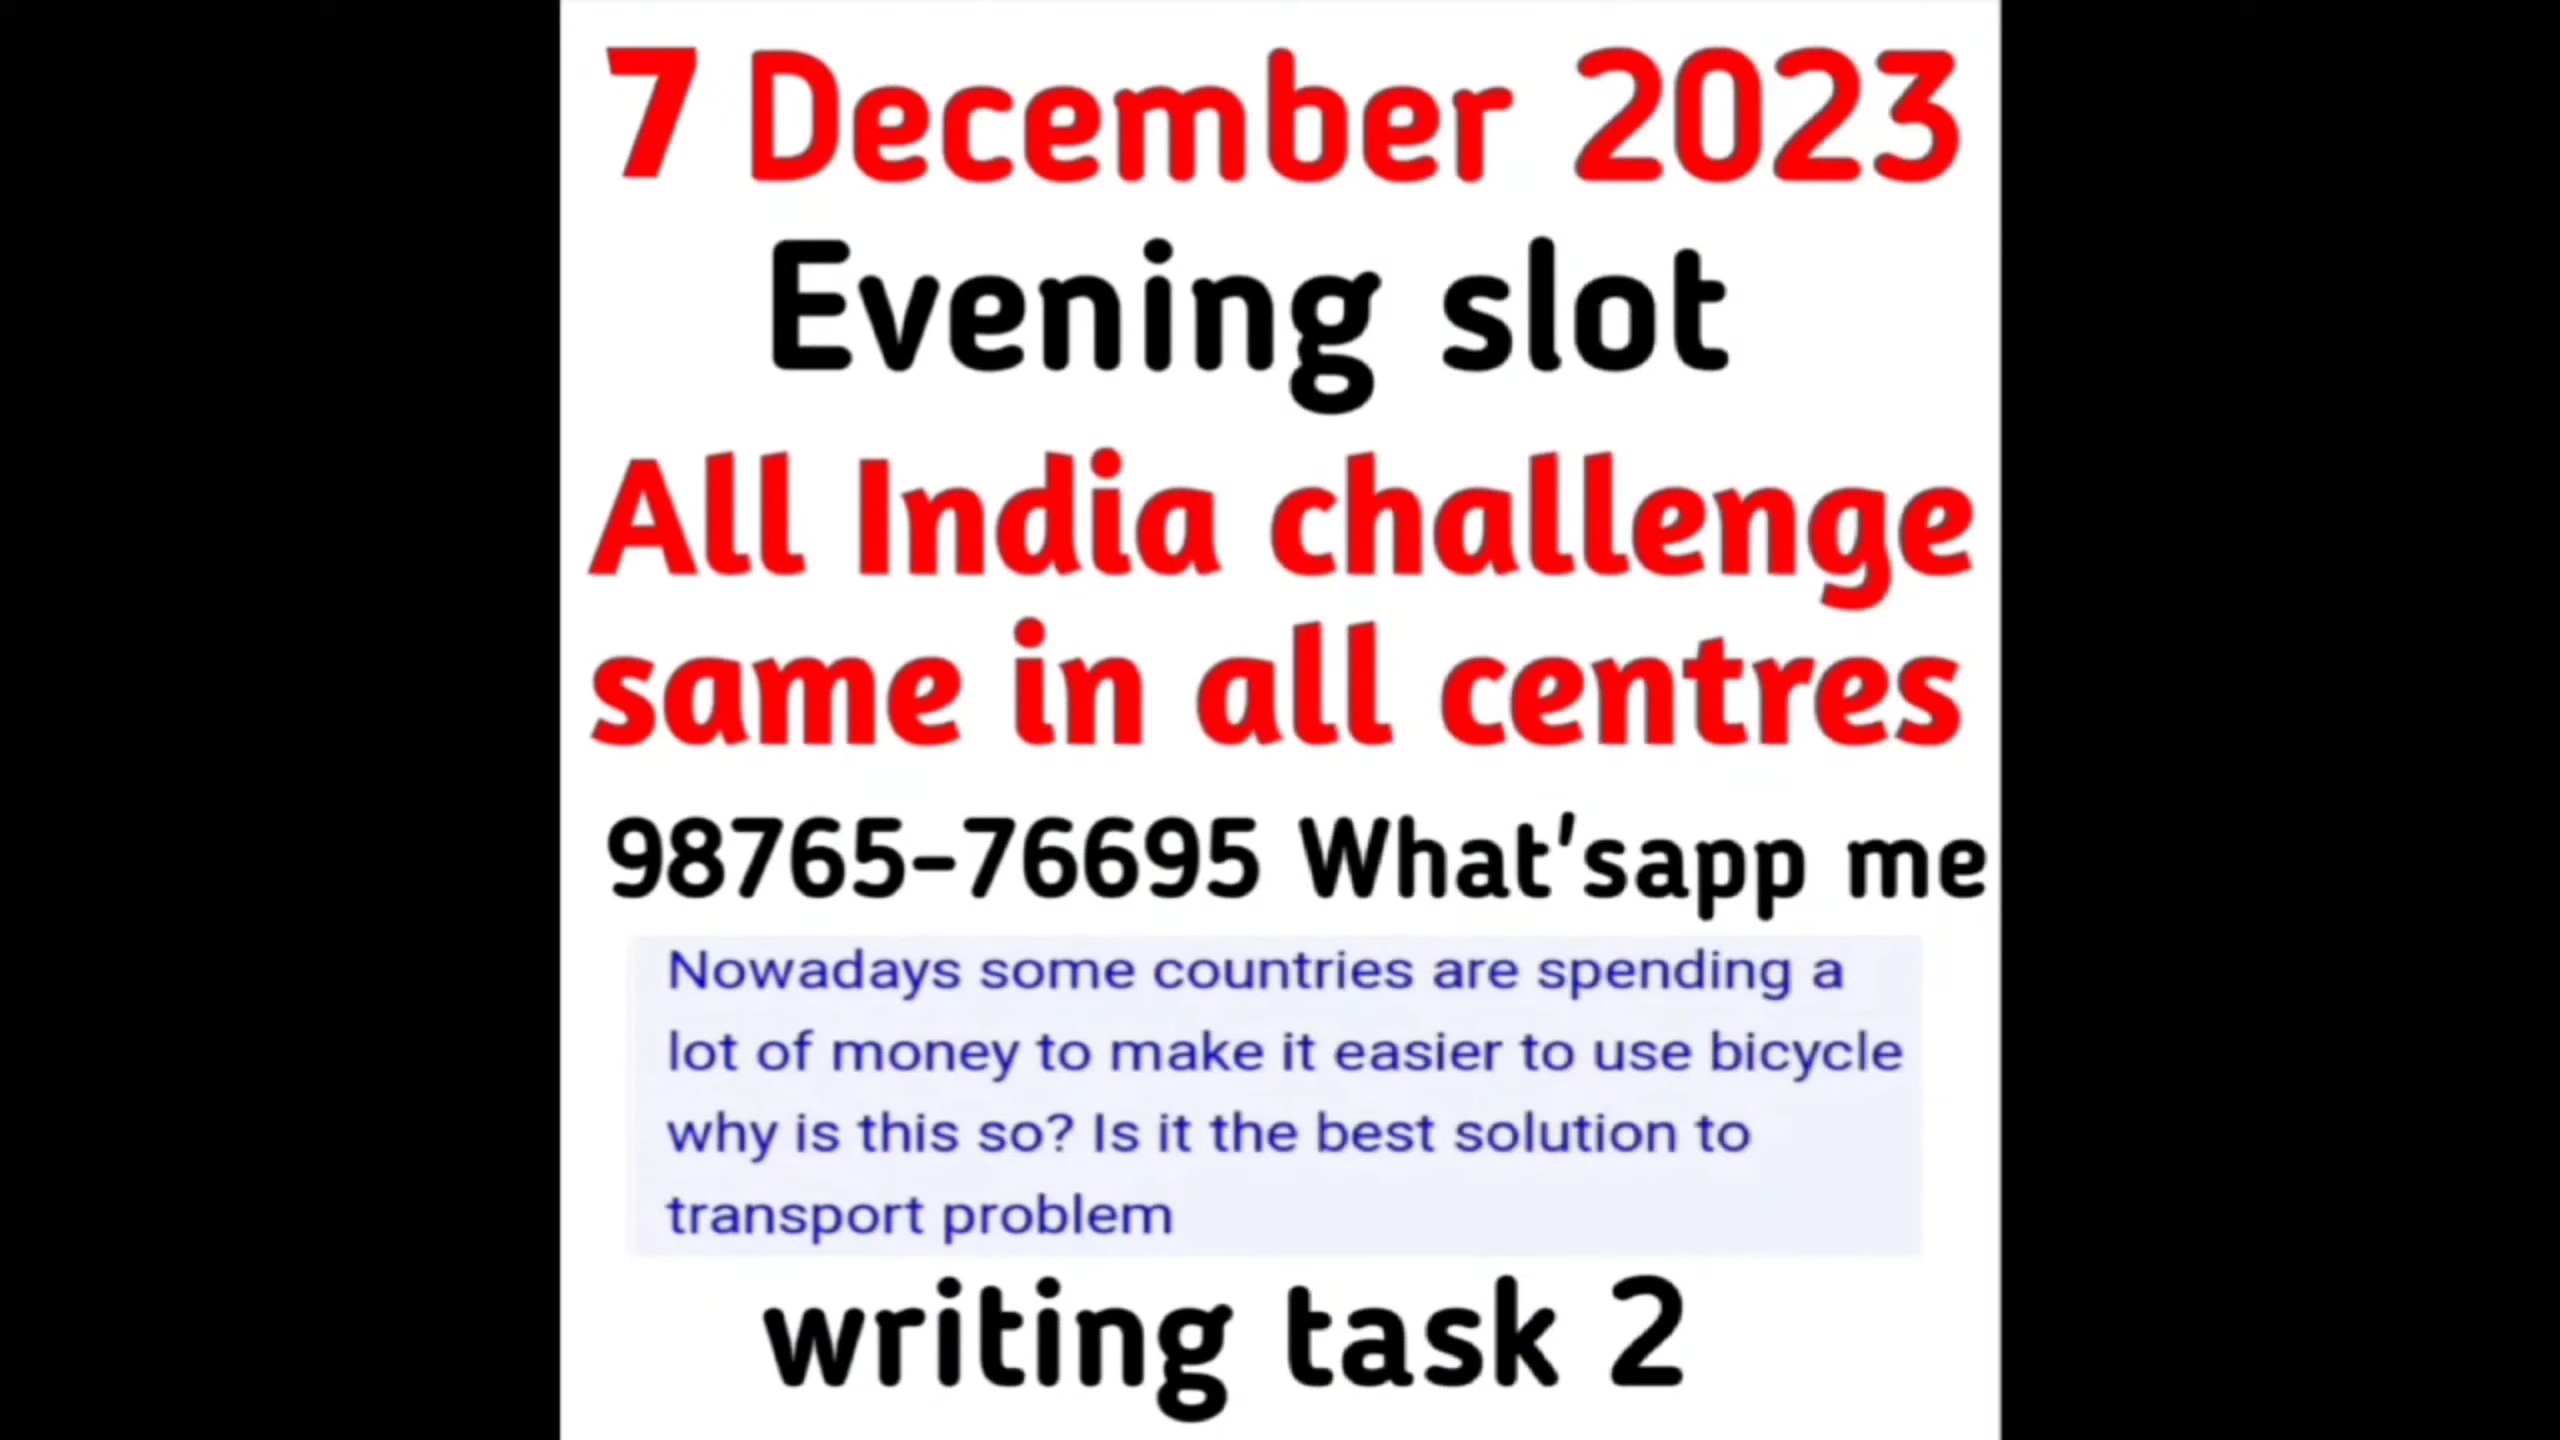 7 December 2023
Evening slot
All India challenge
same in all centres
98765-76695 What'sapp me
Nowadays some countries are spending a
lot of money to make it easier to use bicycle
why is this so? Is it the best solution to
transport problem
writing task 2